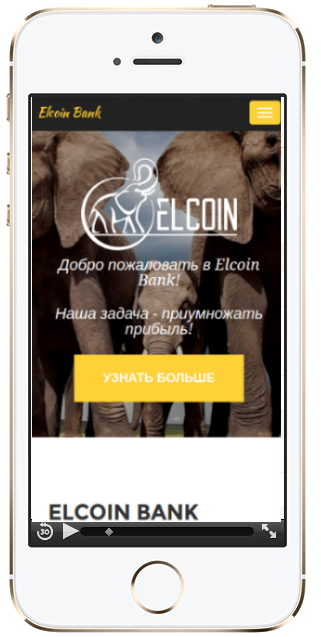 Elcoin Bank
ELCOIN
Добро пожаловать в Elcoin
Bank!
Наша задача - приумножать
прибыль!
УЗНАТЬ БОЛЬШЕ
ELCOIN BANK
30